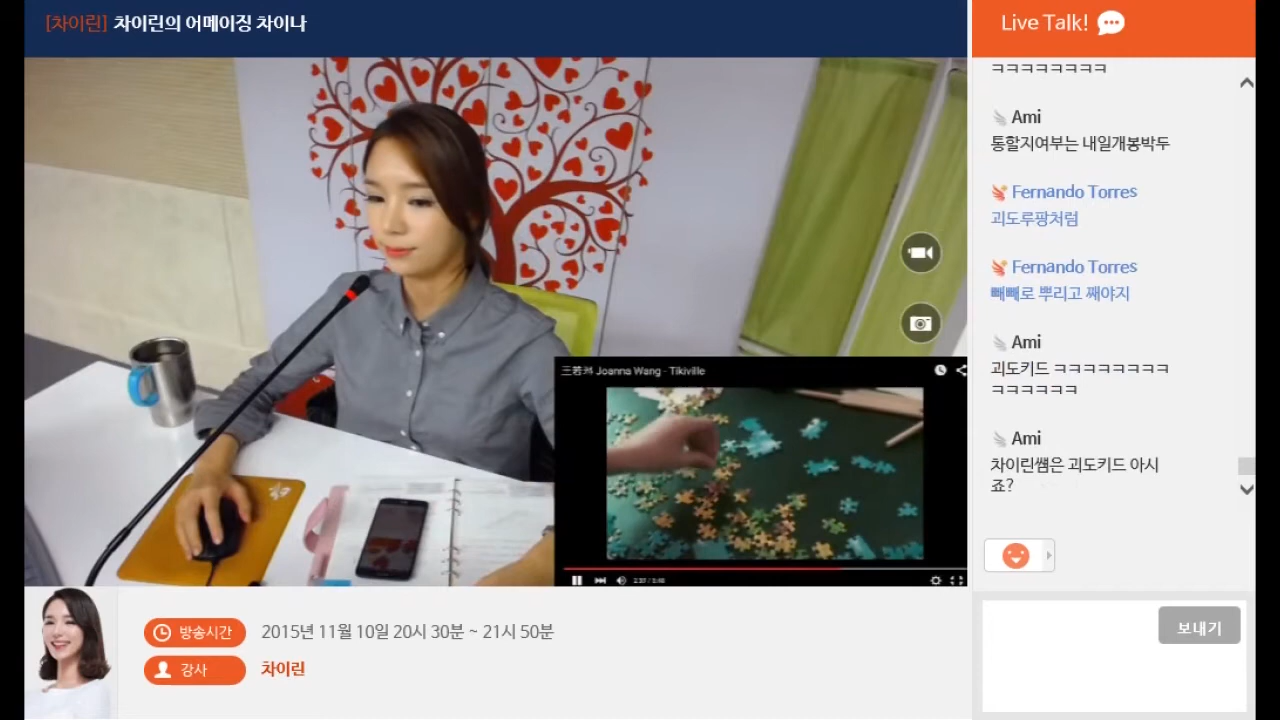 [차이린] 차이린의 어메이징 차이나
Live Talk!
ㅋㅋㅋㅋㅋㅋㅋㅋ
Ami
통할지여부는 내일개봉박두
Fernando Torres
괴도루팡처럼
Fernando Torres
빼빼로 뿌리고 째야지
Ami
괴도키드 ㅋㅋㅋㅋㅋㅋㅋㅋ
ㅋㅋㅋㅋㅋㅋ
Ami
차이린쌤은 괴도키드 아시
죠?
王若琳 Joanna Wang - Tikiville
방송시간 2015년 11월 10일 20시 30분 ~ 21시 50분
강사 차이린
보내기